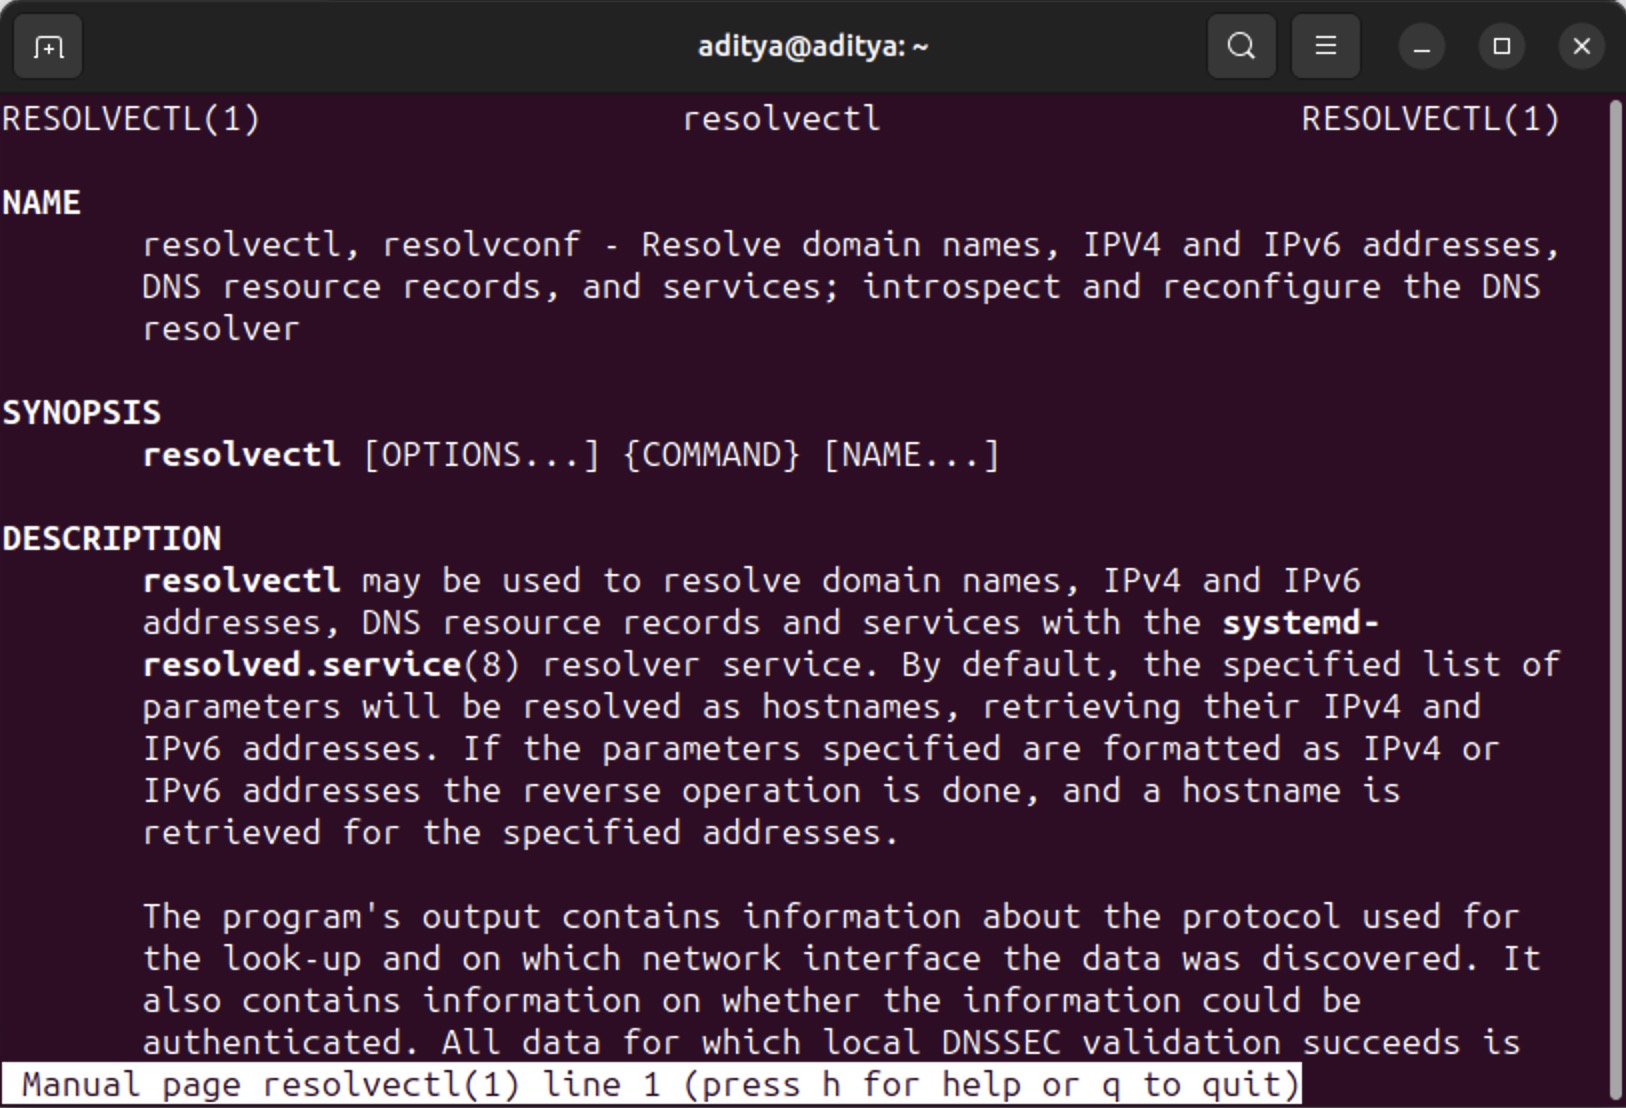 aditya@aditya: ~
RESOLVECTL(1) resolvectl RESOLVECTL(1)
NAME
resolvectl, resolvconf - Resolve domain names, IPV4 and IPv6 addresses,
DNS resource records, and services; introspect and reconfigure the DNS
resolver
SYNOPSIS
resolvectl [OPTIONS...] {COMMAND} [NAME...]
DESCRIPTION
resolvectl may be used to resolve domain names, IPv4 and IPv6
addresses, DNS resource records and services with the systemd-
resolved.service(8) resolver service. By default, the specified list of
parameters will be resolved as hostnames, retrieving their IPv4 and
IPv6 addresses. If the parameters specified are formatted as IPv4 or
IPv6 addresses the reverse operation is done, and a hostname is
retrieved for the specified addresses.
The program's output contains information about the protocol used for
the look-up and on which network interface the data was discovered. It
also contains information on whether the information could be
authenticated. All data for which local DNSSEC validation succeeds is
Manual page resolvectl(1) line 1 (press h for help or q to quit)